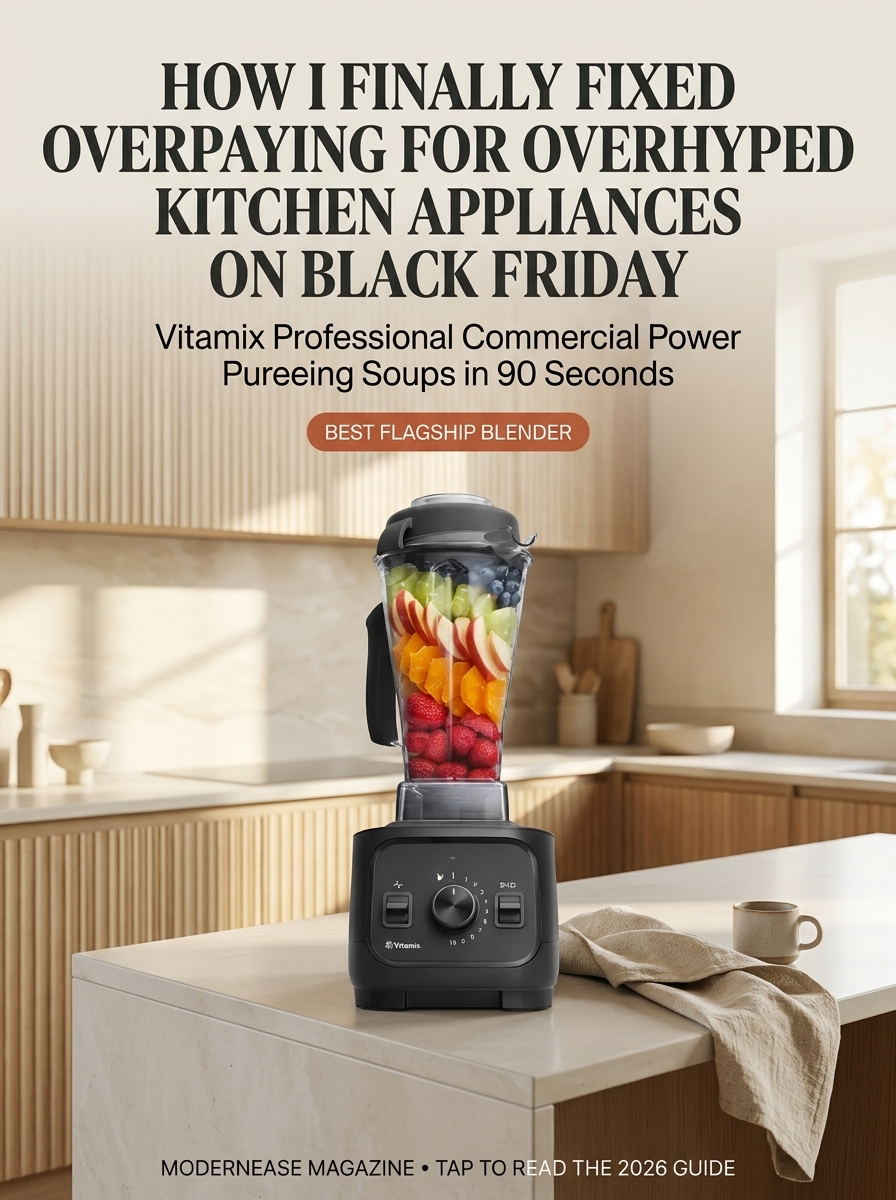 HOW I FINALLY FIXED
OVERPAYING FOR OVERHYPED
KITCHEN APPLIANCES
ON BLACK FRIDAY
Vitamix Professional Commercial Power
Pureeing Soups in 90 Seconds
BEST FLAGSHIP BLENDER
Vitamis.
MODERNEASE MAGAZINE • TAP TO READ THE 2026 GUIDE